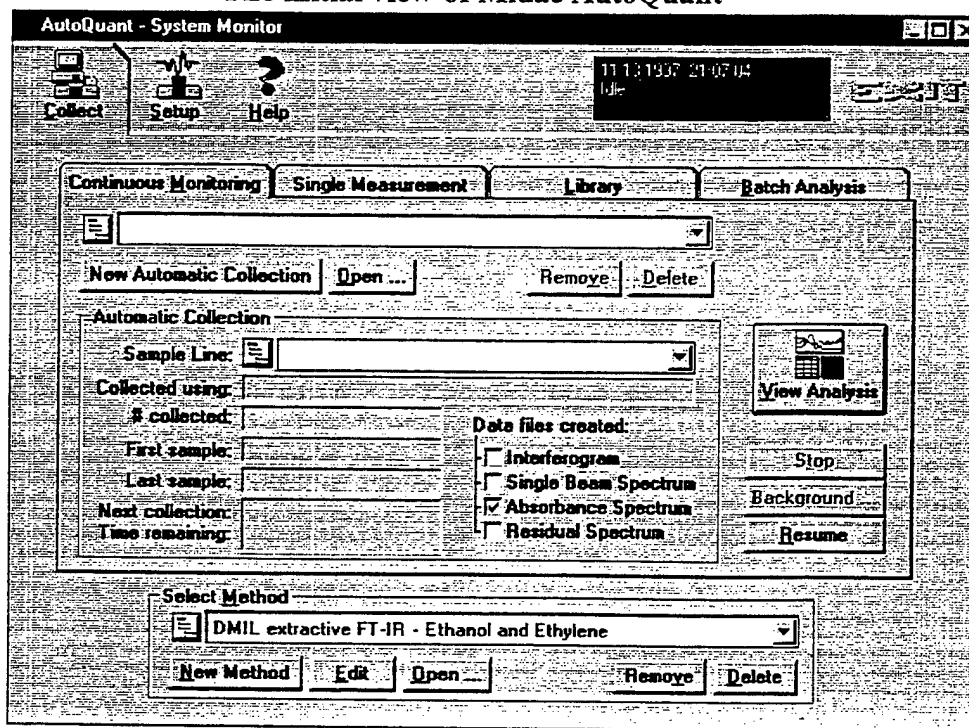 AutoQuant - System Monitor
Collect Setup Help
11 13 1997 21:07:04
Idle
EXIT
Continuous Monitoring Single Measurement Library Batch Analysis
New Automatic Collection Open ... Remove Delete
Automatic Collection
Sample Line:
Collected using:
# collected:
First sample:
Last sample:
Next collection:
Time remaining:
Data files created:
Interferogram
Single Beam Spectrum
Absorbance Spectrum
Residual Spectrum
View Analysis
Stop
Background
Resume
Select Method
DMIL extractive FT-IR - Ethanol and Ethylene
New Method Edit Open ... Remove Delete